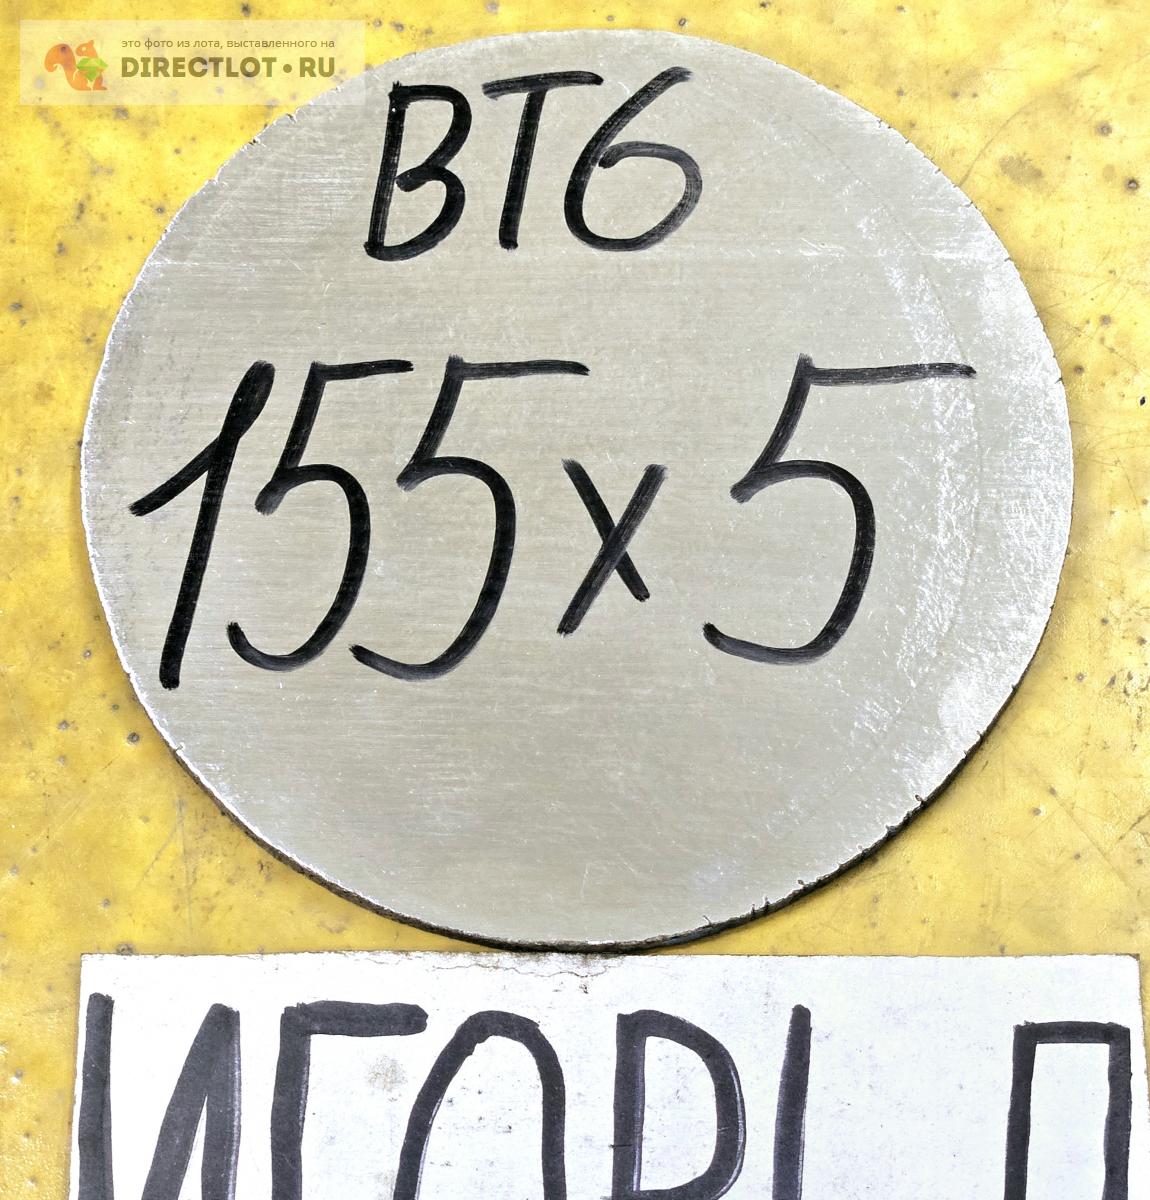 это фото из лота, выставленного на
DIRECTLOT•RU
ВТ6
155х5